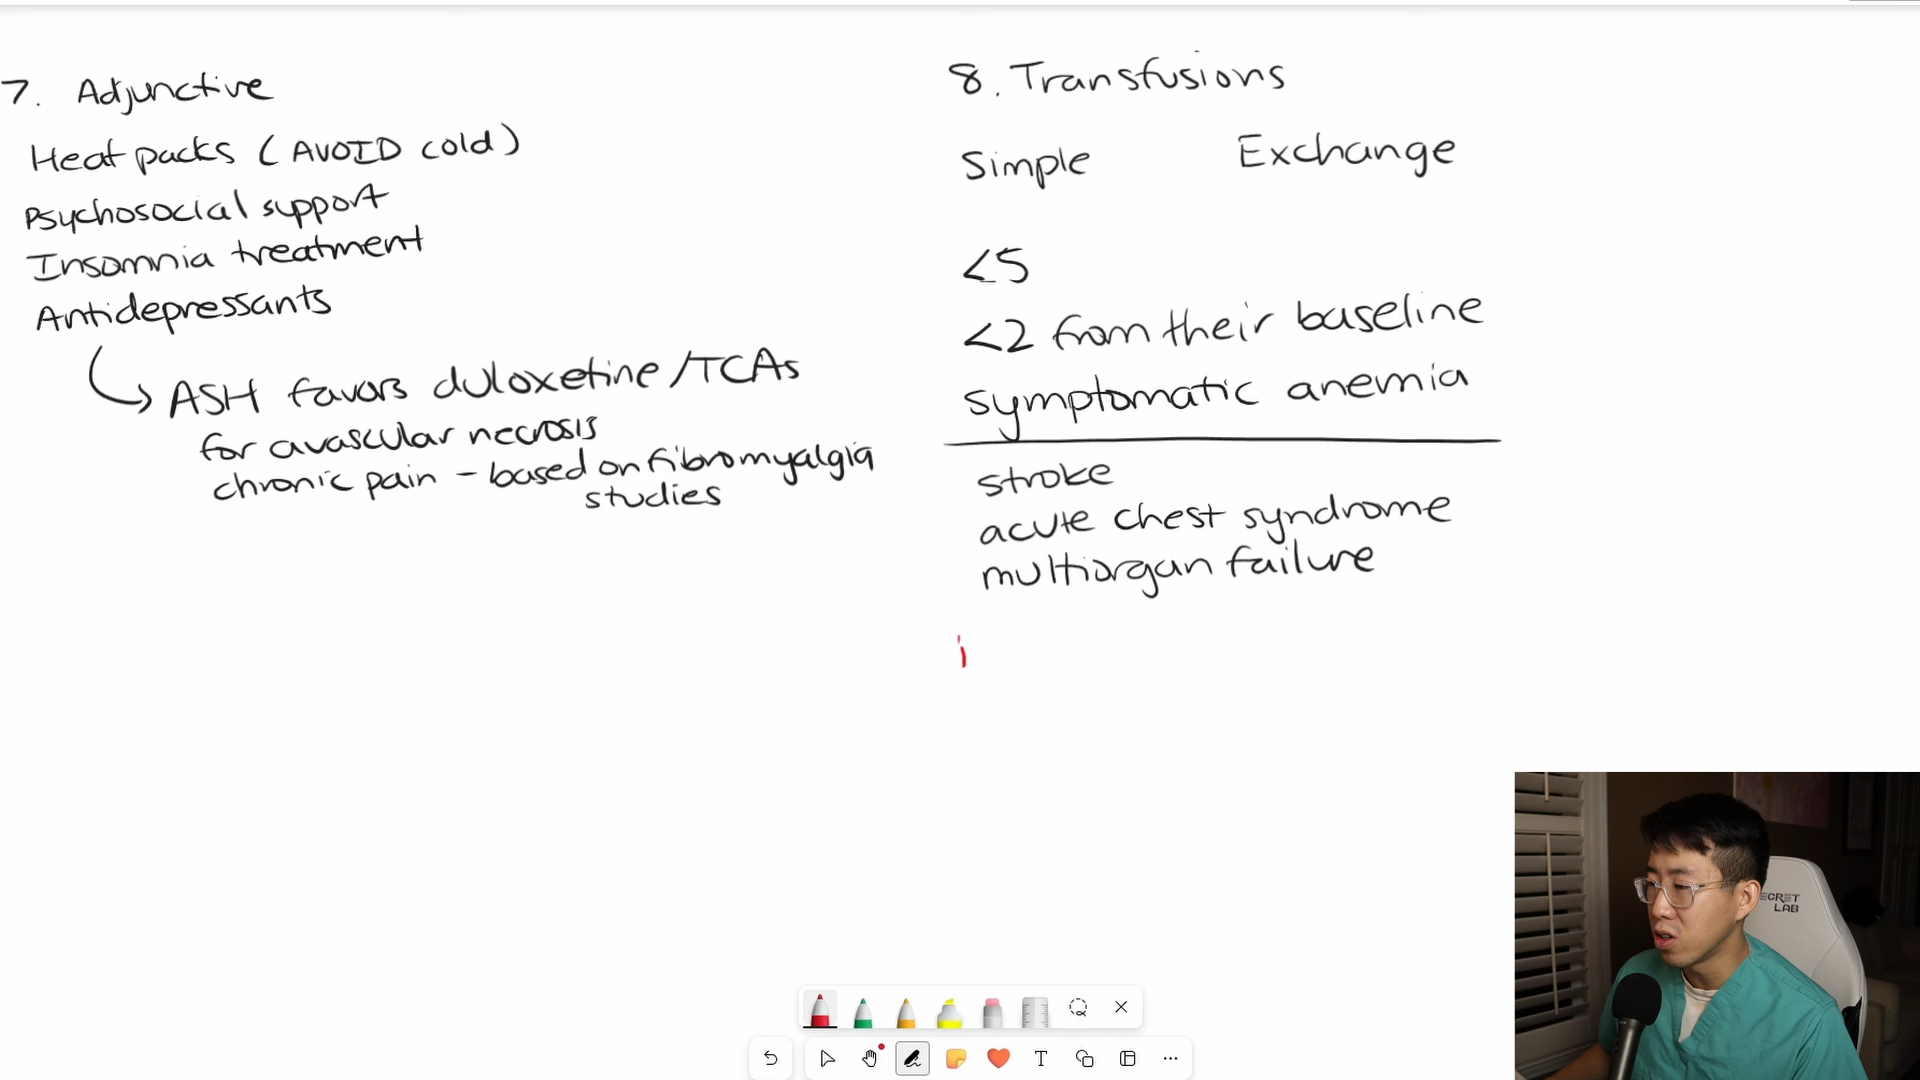 7. Adjunctive
Heat packs (AVOID cold)
Psychosocial support
Insomnia treatment
Antidepressants
ASH favors duloxetine/TCAs
for avascular necrosis
chronic pain - based on fibromyalgia
studies
8. Transfusions
Simple Exchange
<5
<2 from their baseline
symptomatic anemia
stroke
acute chest syndrome
multiorgan failure
i
T
SECRET
LAB